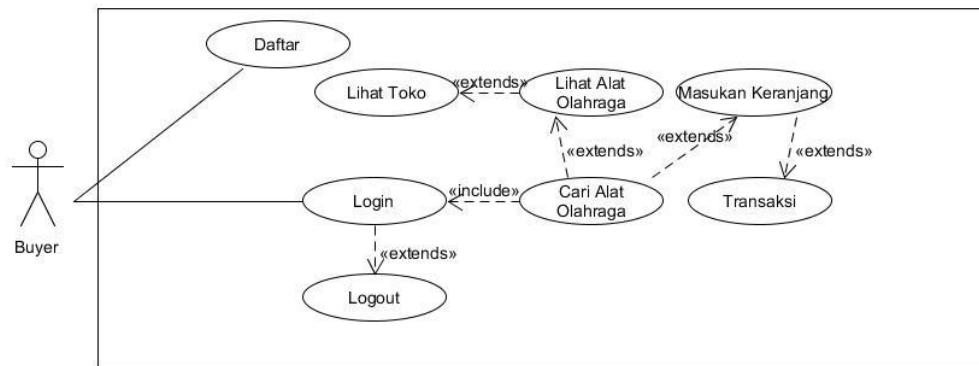 Daftar
Lihat Toko
«extends»
Lihat Alat
Olahraga
Masukan Keranjang
«extends»
«extends»
«extends»
Buyer
Login
«include»
Cari Alat
Olahraga
Transaksi
«extends»
Logout